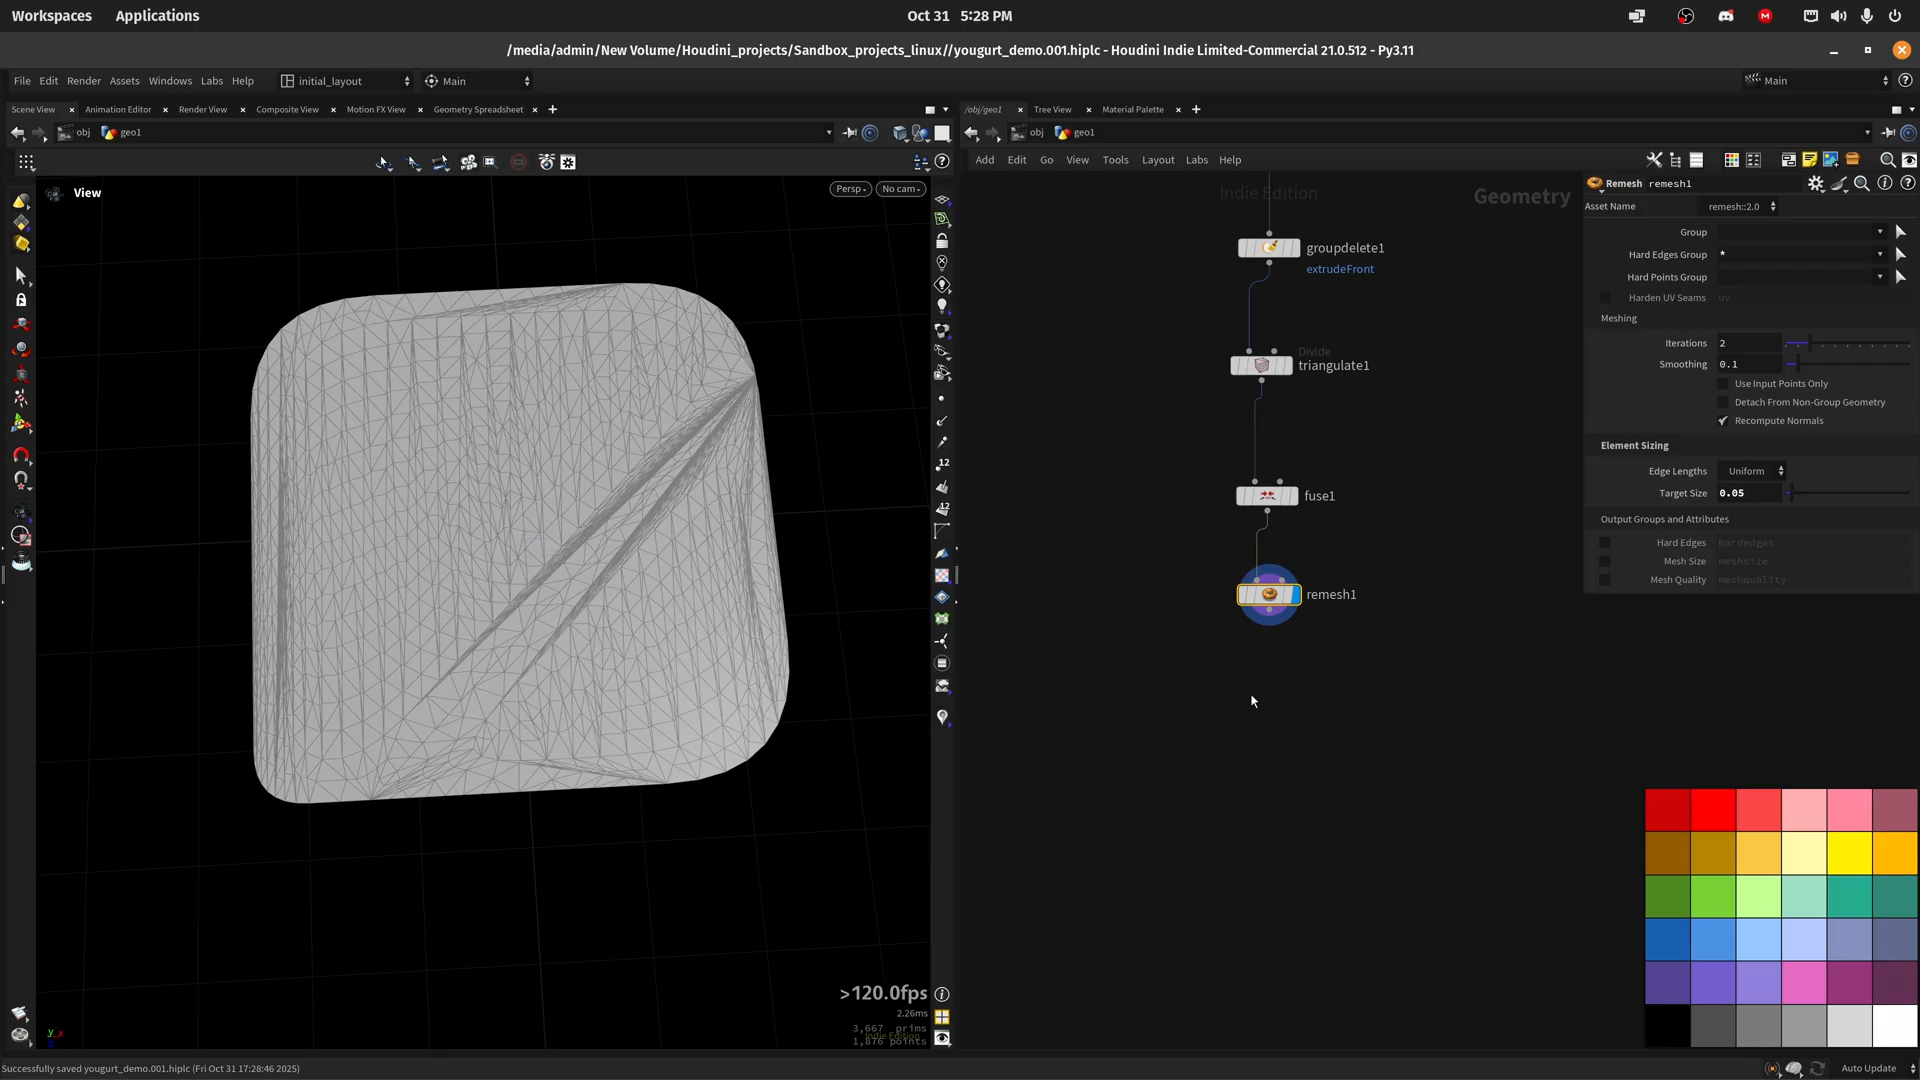 Workspaces Applications Oct 31 5:28 PM
/media/admin/New Volume/Houdini_projects/Sandbox_projects_linux//yougurt_demo.001.hiplc - Houdini Indie Limited-Commercial 21.0.512 - Py3.11
File Edit Render Assets Windows Labs Help initial_layout Main Main
Scene View Animation Editor Render View Composite View Motion FX View Geometry Spreadsheet
/obj/geo1 Tree View Material Palette
obj geo1
obj geo1
Add Edit Go View Tools Layout Labs Help
View Persp No cam
Indie Edition Geometry
groupdelete1
extrudeFront
Divide
triangulate1
fuse1
remesh1
Remesh remesh1
Asset Name remesh::2.0
Group
Hard Edges Group *
Hard Points Group
Harden UV Seams uv
Meshing
Iterations 2
Smoothing 0.1
Use Input Points Only
Detach From Non-Group Geometry
Recompute Normals
Element Sizing
Edge Lengths Uniform
Target Size 0.05
Output Groups and Attributes
Hard Edges hardedges
Mesh Size meshsize
Mesh Quality meshquality
12
12
>120.0fps
2.26ms
3,667 prims
Indie Edition
1,876 points
Successfully saved yougurt_demo.001.hiplc (Fri Oct 31 17:28:46 2025)
Auto Update